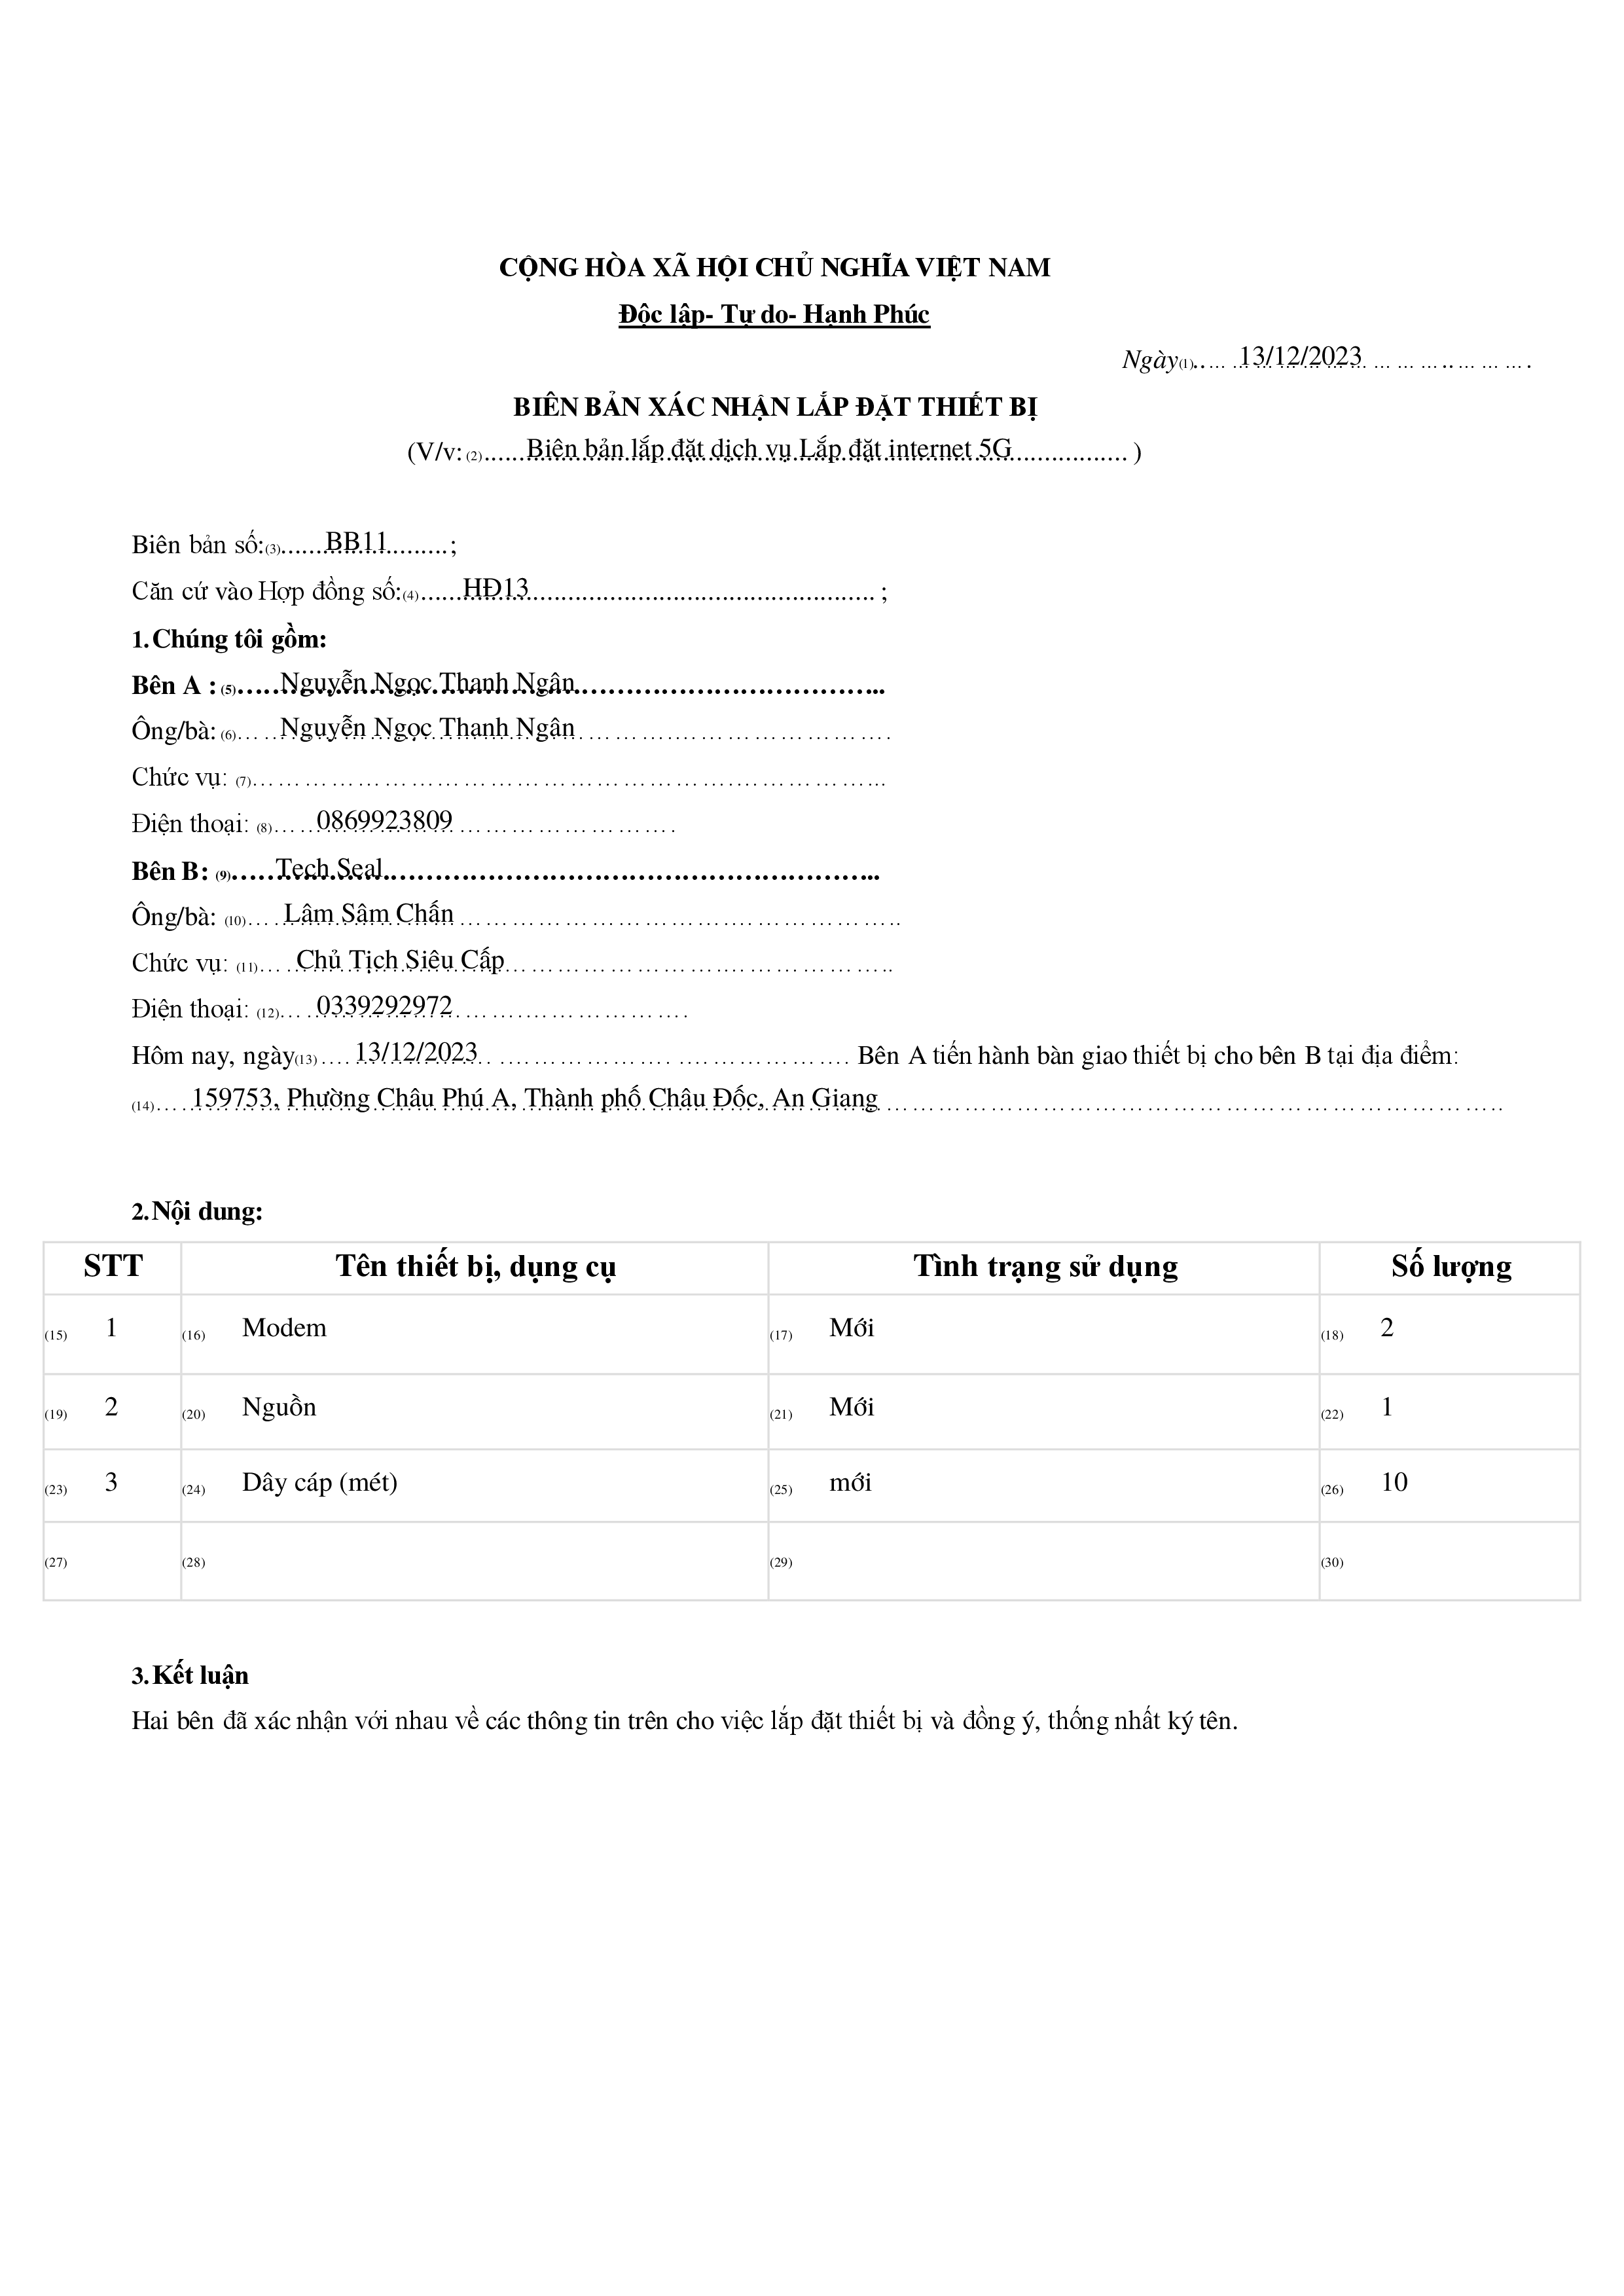 CỘNG HÒA XÃ HỘI CHỦ NGHĨA VIỆT NAM
Độc lập- Tự do- Hạnh Phúc
Ngày(1)..… 13/12/2023 … … ….. … … ….
BIÊN BẢN XÁC NHẬN LẮP ĐẶT THIẾT BỊ
(V/v: (2)...... Biên bản lắp đặt dịch vụ Lắp đặt internet 5G ................ )
Biên bản số:(3)...... BB11 ........;
Căn cứ vào Hợp đồng số:(4)...... HĐ13 ........................ ;
1. Chúng tôi gồm:
Bên A : (5)…… Nguyễn Ngọc Thanh Ngân ………………………..
Ông/bà: (6)…… Nguyễn Ngọc Thanh Ngân ……………………….
Chức vụ: (7)………………………………………………………...
Điện thoại: (8)…… 0869923809 ……………………….
Bên B: (9)…… Tech Seal ………………………………………..
Ông/bà: (10)…… Lâm Sâm Chấn ……………………………………..
Chức vụ: (11)…… Chủ Tịch Siêu Cấp ………………………………..
Điện thoại: (12)…… 0339292972 ……………………….
Hôm nay, ngày(13) …. 13/12/2023 ………………………. Bên A tiến hành bàn giao thiết bị cho bên B tại địa điểm:
(14)…… 159753, Phường Châu Phú A, Thành phố Châu Đốc, An Giang ………………………………………..
2. Nội dung:
STT Tên thiết bị, dụng cụ Tình trạng sử dụng Số lượng
(15) 1 (16) Modem (17) Mới (18) 2
(19) 2 (20) Nguồn (21) Mới (22) 1
(23) 3 (24) Dây cáp (mét) (25) mới (26) 10
(27) (28) (29) (30)
3. Kết luận
Hai bên đã xác nhận với nhau về các thông tin trên cho việc lắp đặt thiết bị và đồng ý, thống nhất ký tên.